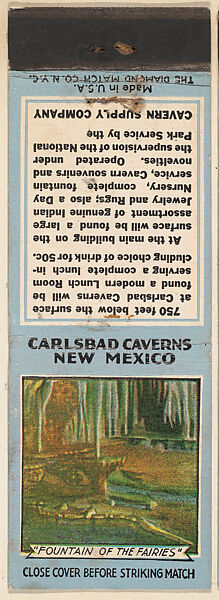 CARLSBAD CAVERNS
NEW MEXICO
"FOUNTAIN OF THE FAIRIES"
CLOSE COVER BEFORE STRIKING MATCH
750 feet below the surface
at Carlsbad Caverns will be
found a modern Lunch Room
serving a complete lunch in-
cluding choice of drink for 50c.
At the main building on the
surface will be found a large
assortment of genuine Indian
Jewelry and Rugs; also a Day
Nursery, complete fountain
service, Cavern souvenirs and
novelties. Operated under
the supervision of the National
Park Service by the
CAVERN SUPPLY COMPANY
Made in U.S.A.
THE DIAMOND MATCH CO. N.Y.C.